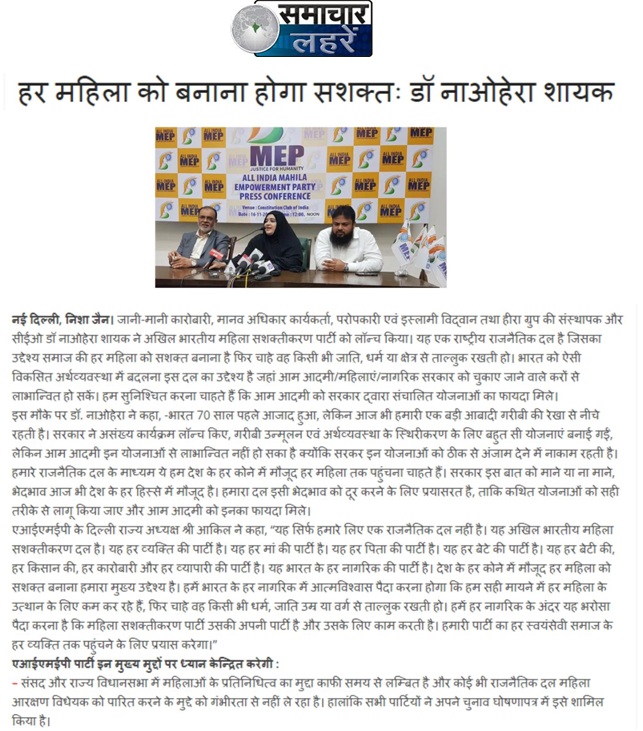 समाचार
लहरें
हर महिला को बनाना होगा सशक्तः डॉ नाओहेरा शायक
ALL INDIA
MEP
MEP
JUSTICE FOR HUMANITY
ALL INDIA MAHILA
EMPOWERMENT PARTY
PRESS CONFERENCE
Venue : Constitution Club of India
NOON
नई दिल्ली, निशा जैन। जानी-मानी कारोबारी, मानव अधिकार कार्यकर्ता, परोपकारी एवं इस्लामी विद्वान तथा हीरा ग्रुप की संस्थापक और
सीईओ डॉ नाओहेरा शायक ने अखिल भारतीय महिला सशक्तीकरण पार्टी को लॉन्च किया। यह एक राष्ट्रीय राजनैतिक दल है जिसका
उद्देश्य समाज की हर महिला को सशक्त बनाना है फिर चाहे वह किसी भी जाति, धर्म या क्षेत्र से ताल्लुक रखती हो। भारत को ऐसी
विकसित अर्थव्यवस्था में बदलना इस दल का उद्देश्य है जहां आम आदमी/महिलाएं/नागरिक सरकार को चुकाए जाने वाले करों से
लाभान्वित हो सकें। हम सुनिश्चित करना चाहते हैं कि आम आदमी को सरकार द्वारा संचालित योजनाओं का फायदा मिले।
इस मौके पर डॉ. नाओहेरा ने कहा, -भारत 70 साल पहले आजाद हुआ, लेकिन आज भी हमारी एक बड़ी आबादी गरीबी की रेखा से नीचे
रहती है। सरकार ने असंख्य कार्यक्रम लॉन्च किए, गरीबी उन्मूलन एवं अर्थव्यवस्था के स्थिरीकरण के लिए बहुत सी योजनाएं बनाई गईं,
लेकिन आम आदमी इन योजनाओं से लाभान्वित नहीं हो सका है क्योंकि सरकर इन योजनाओं को ठीक से अंजाम देने में नाकाम रहती है।
हमारे राजनैतिक दल के माध्यम ये हम देश के हर कोने में मौजूद हर महिला तक पहुंचना चाहते हैं। सरकार इस बात को माने या ना माने,
भेदभाव आज भी देश के हर हिस्से में मौजूद है। हमारा दल इसी भेदभाव को दूर करने के लिए प्रयासरत है, ताकि कथित योजनाओं को सही
तरीके से लागू किया जाए और आम आदमी को इनका फायदा मिले।
एआईएमईपी के दिल्ली राज्य अध्यक्ष श्री आकिल ने कहा, “यह सिर्फ हमारे लिए एक राजनैतिक दल नहीं है। यह अखिल भारतीय महिला
सशक्तीकरण दल है। यह हर व्यक्ति की पार्टी है। यह हर मां की पार्टी है। यह हर पिता की पार्टी है। यह हर बेटे की पार्टी है। यह हर बेटी की,
हर किसान की, हर कारोबारी और हर व्यापारी की पार्टी है। यह भारत के हर नागरिक की पार्टी है। देश के हर कोने में मौजूद हर महिला को
सशक्त बनाना हमारा मुख्य उद्देश्य है। हमें भारत के हर नागरिक में आत्मविश्वास पैदा करना होगा कि हम सही मायने में हर महिला के
उत्थान के लिए कम कर रहे हैं, फिर चाहे वह किसी भी धर्म, जाति उम्र या वर्ग से ताल्लुक रखती हो। हमें हर नागरिक के अंदर यह भरोसा
पैदा करना है कि महिला सशक्तीकरण पार्टी उसकी अपनी पार्टी है और उसके लिए काम करती है। हमारी पार्टी का हर स्वयंसेवी समाज के
हर व्यक्ति तक पहुंचने के लिए प्रयास करेगा।”
एआईएमईपी पार्टी इन मुख्य मुद्दों पर ध्यान केन्द्रित करेगी :
– संसद और राज्य विधानसभा में महिलाओं के प्रतिनिधित्व का मुद्दा काफी समय से लम्बित है और कोई भी राजनैतिक दल महिला
आरक्षण विधेयक को पारित करने के मुद्दे को गंभीरता से नहीं ले रहा है। हालांकि सभी पार्टियों ने अपने चुनाव घोषणापत्र में इसे शामिल
किया है।